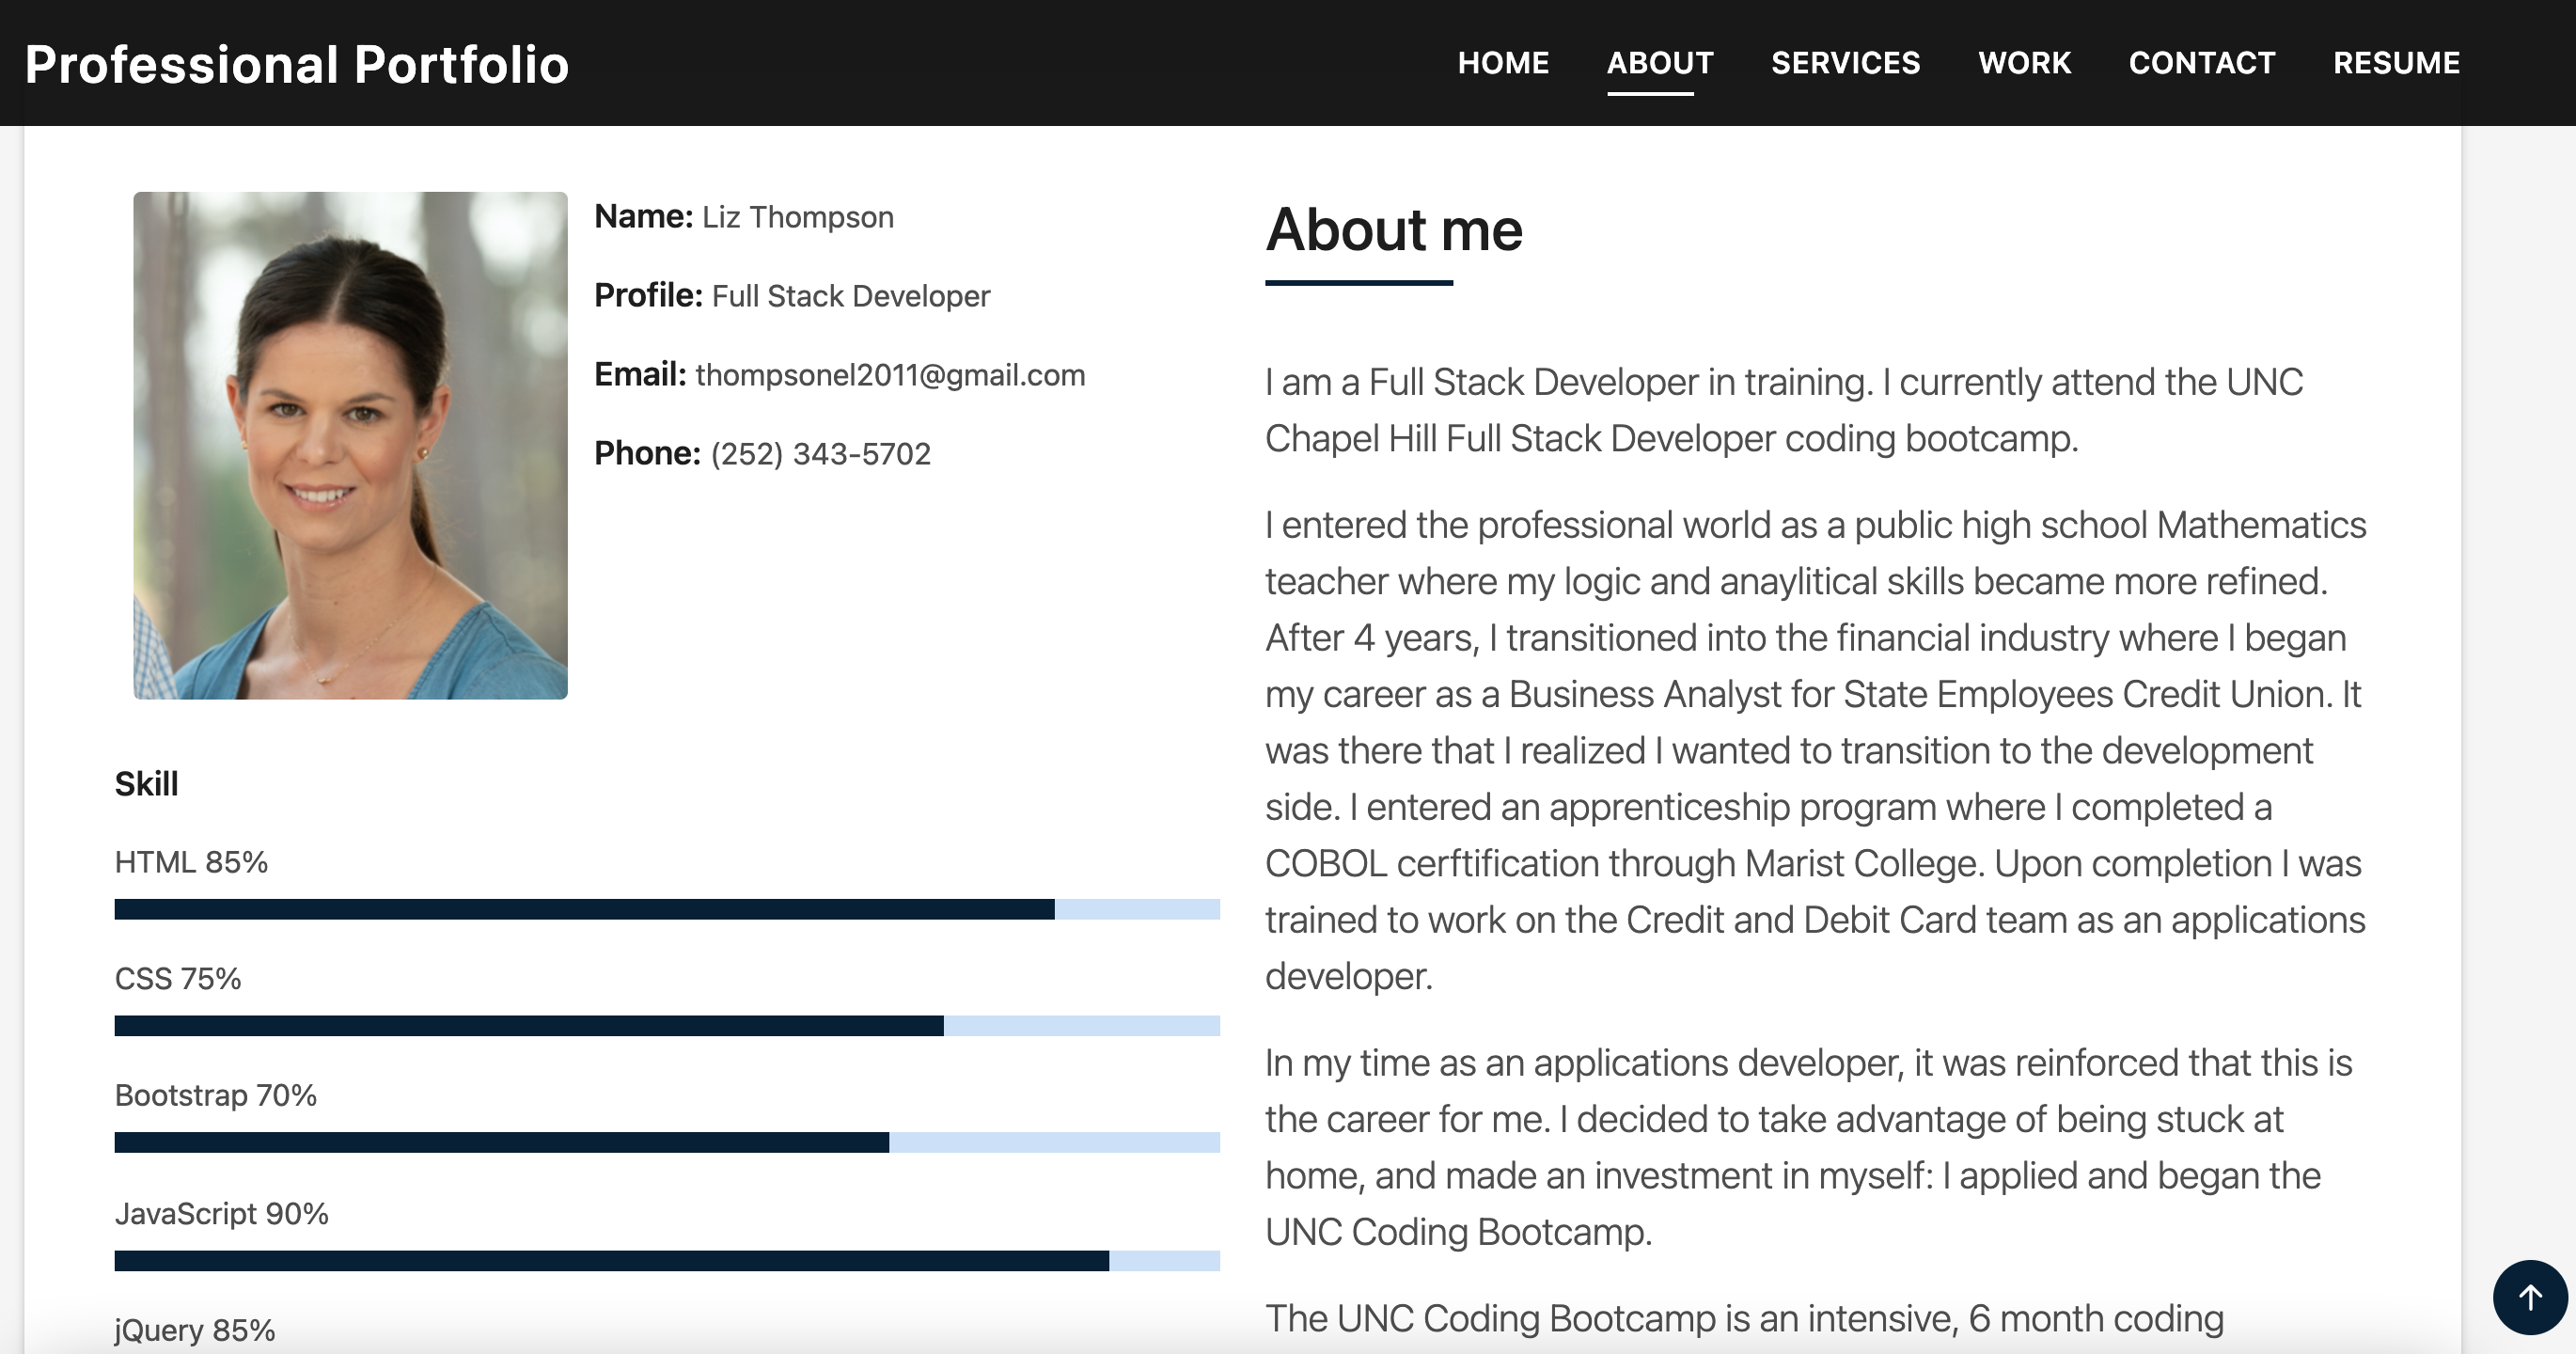 Professional Portfolio
HOME ABOUT SERVICES WORK CONTACT RESUME
Name: Liz Thompson
Profile: Full Stack Developer
Email: thompsonel2011@gmail.com
Phone: (252) 343-5702
Skill
HTML 85%
CSS 75%
Bootstrap 70%
JavaScript 90%
jQuery 85%
About me
I am a Full Stack Developer in training. I currently attend the UNC
Chapel Hill Full Stack Developer coding bootcamp.
I entered the professional world as a public high school Mathematics
teacher where my logic and anaylitical skills became more refined.
After 4 years, I transitioned into the financial industry where I began
my career as a Business Analyst for State Employees Credit Union. It
was there that I realized I wanted to transition to the development
side. I entered an apprenticeship program where I completed a
COBOL cerftification through Marist College. Upon completion I was
trained to work on the Credit and Debit Card team as an applications
developer.
In my time as an applications developer, it was reinforced that this is
the career for me. I decided to take advantage of being stuck at
home, and made an investment in myself: I applied and began the
UNC Coding Bootcamp.
The UNC Coding Bootcamp is an intensive, 6 month coding